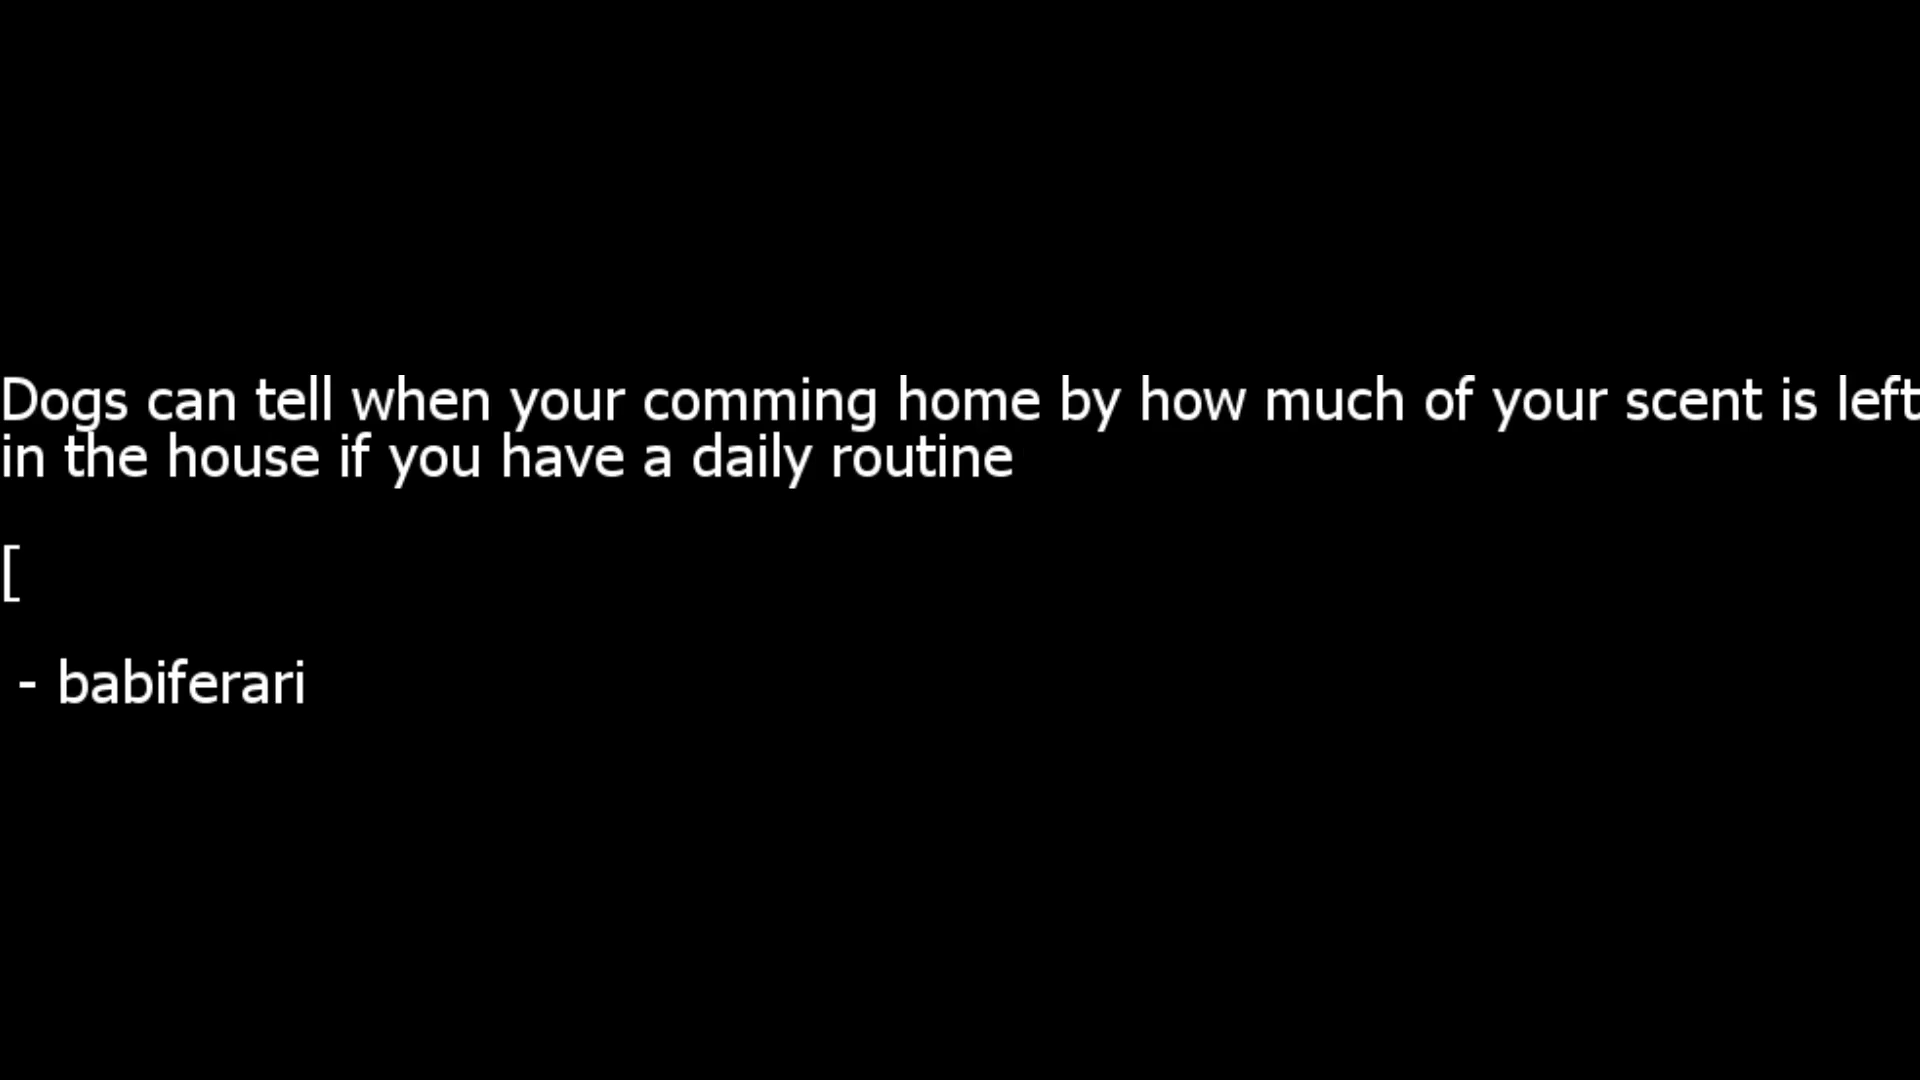 Dogs can tell when your comming home by how much of your scent is left
in the house if you have a daily routine
[
- babiferari